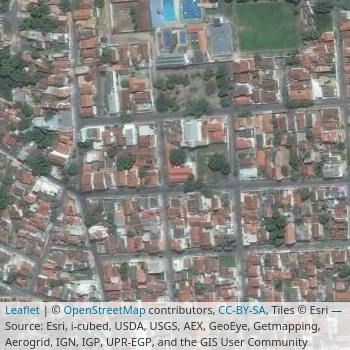 Leaflet | © OpenStreetMap contributors, CC-BY-SA, Tiles © Esri —
Source: Esri, i-cubed, USDA, USGS, AEX, GeoEye, Getmapping,
Aerogrid, IGN, IGP, UPR-EGP, and the GIS User Community